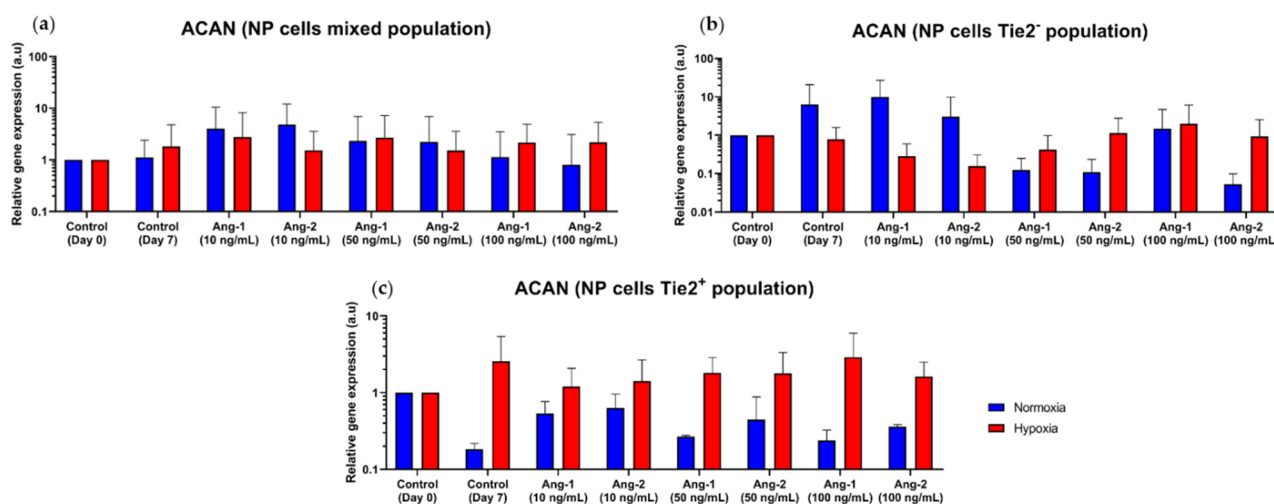 (a)
ACAN (NP cells mixed population)
Relative gene expression (a.u)
100
10
1
0.1
Control
(Day 0)
Control
(Day 7)
Ang-1
(10 ng/mL)
Ang-2
(10 ng/mL)
Ang-1
(50 ng/mL)
Ang-2
(50 ng/mL)
Ang-1
(100 ng/mL)
Ang-2
(100 ng/mL)
(b)
ACAN (NP cells Tie2⁻ population)
Relative gene expression (a.u)
100
10
1
0.1
0.01
Control
(Day 0)
Control
(Day 7)
Ang-1
(10 ng/mL)
Ang-2
(10 ng/mL)
Ang-1
(50 ng/mL)
Ang-2
(50 ng/mL)
Ang-1
(100 ng/mL)
Ang-2
(100 ng/mL)
(c)
ACAN (NP cells Tie2⁺ population)
Relative gene expression (a.u)
10
1
0.1
Control
(Day 0)
Control
(Day 7)
Ang-1
(10 ng/mL)
Ang-2
(10 ng/mL)
Ang-1
(50 ng/mL)
Ang-2
(50 ng/mL)
Ang-1
(100 ng/mL)
Ang-2
(100 ng/mL)
Normoxia
Hypoxia